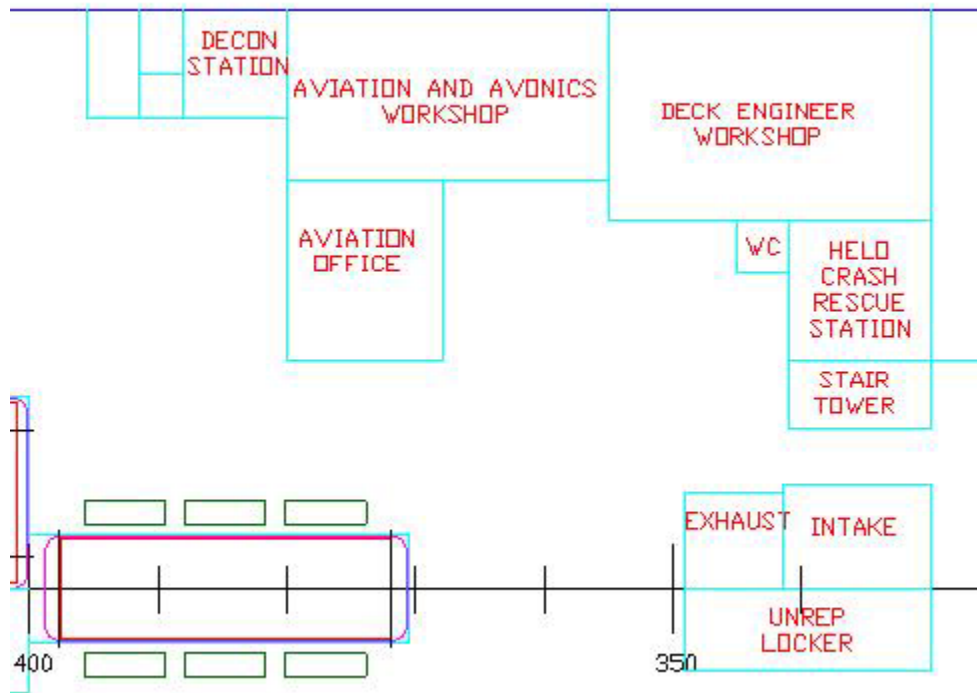 DECON
STATION
AVIATION AND AVONICS
WORKSHOP
DECK ENGINEER
WORKSHOP
AVIATION
OFFICE
WC
HELO
CRASH
RESCUE
STATION
STAIR
TOWER
EXHAUST
INTAKE
UNREP
LOCKER
400
350